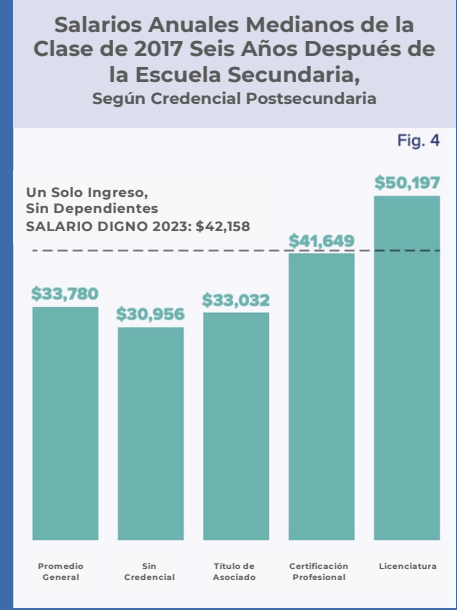 Salarios Anuales Medianos de la
Clase de 2017 Seis Años Después de
la Escuela Secundaria,
Según Credencial Postsecundaria
Fig. 4
Un Solo Ingreso,
Sin Dependientes
SALARIO DIGNO 2023: $42,158
$33,780
$30,956
$33,032
$41,649
$50,197
Promedio
General
Sin
Credencial
Título de
Asociado
Certificación
Profesional
Licenciatura